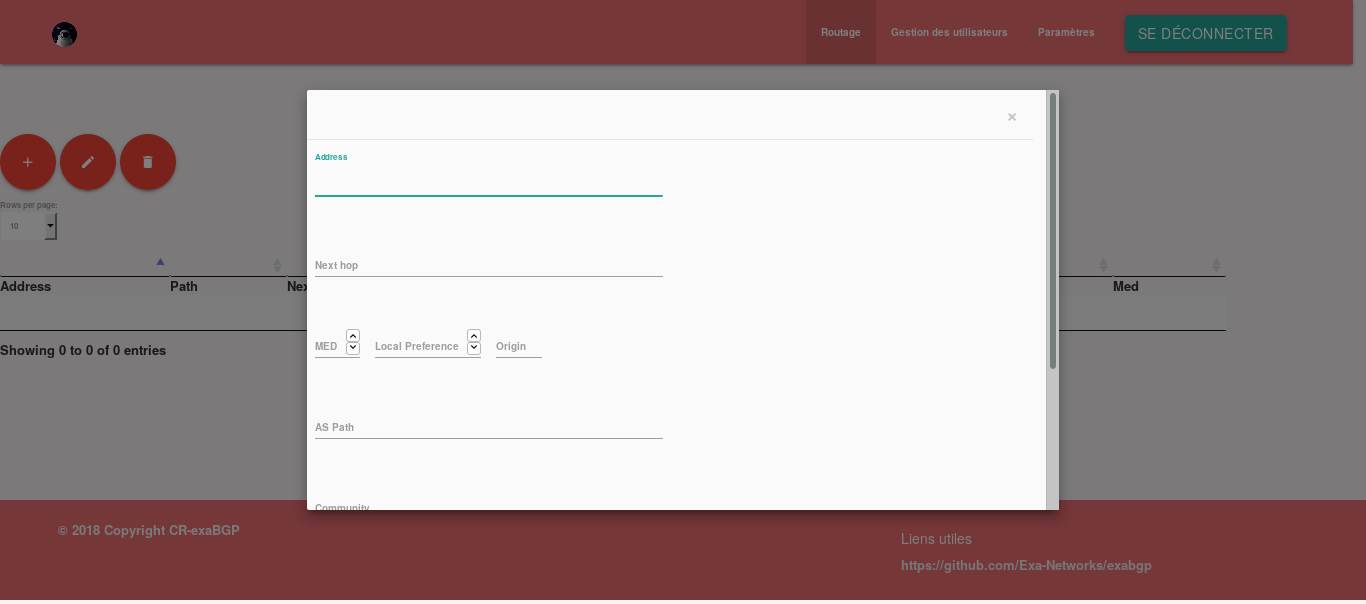 Routage
Gestion des utilisateurs
Paramètres
SE DÉCONNECTER
×
Rows per page:
10
Address
Path
Nex
Med
Showing 0 to 0 of 0 entries
Address
Next hop
MED
Local Preference
Origin
AS Path
Community
© 2018 Copyright CR-exaBGP
Liens utiles
https://github.com/Exa-Networks/exabgp